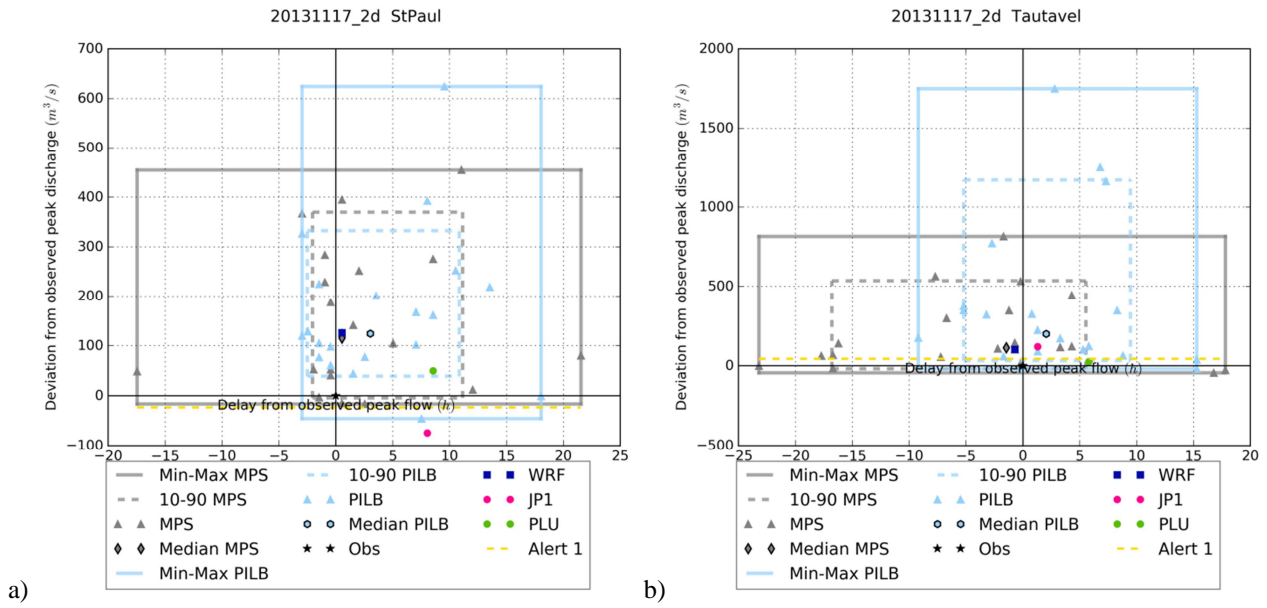 20131117_2d StPaul
Deviation from observed peak discharge (m³/s)
700
600
500
400
300
200
100
0
−100
Delay from observed peak flow (h)
−20 −15 −10 −5 0 5 10 15 20 25
Min-Max MPS
10-90 MPS
MPS
Median MPS
Min-Max PILB
10-90 PILB
PILB
Median PILB
Obs
WRF
JP1
PLU
Alert 1
a)
20131117_2d Tautavel
Deviation from observed peak discharge (m³/s)
2000
1500
1000
500
0
−500
Delay from observed peak flow (h)
−25 −20 −15 −10 −5 0 5 10 15 20
Min-Max MPS
10-90 MPS
MPS
Median MPS
Min-Max PILB
10-90 PILB
PILB
Median PILB
Obs
WRF
JP1
PLU
Alert 1
b)